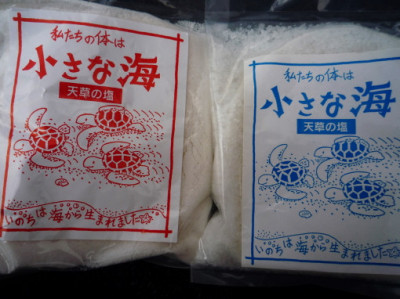 私たちの体は
小さな海
天草の塩
いのちは海から生まれました
私たちの体は
小さな海
天草の塩
いのちは海から生まれました